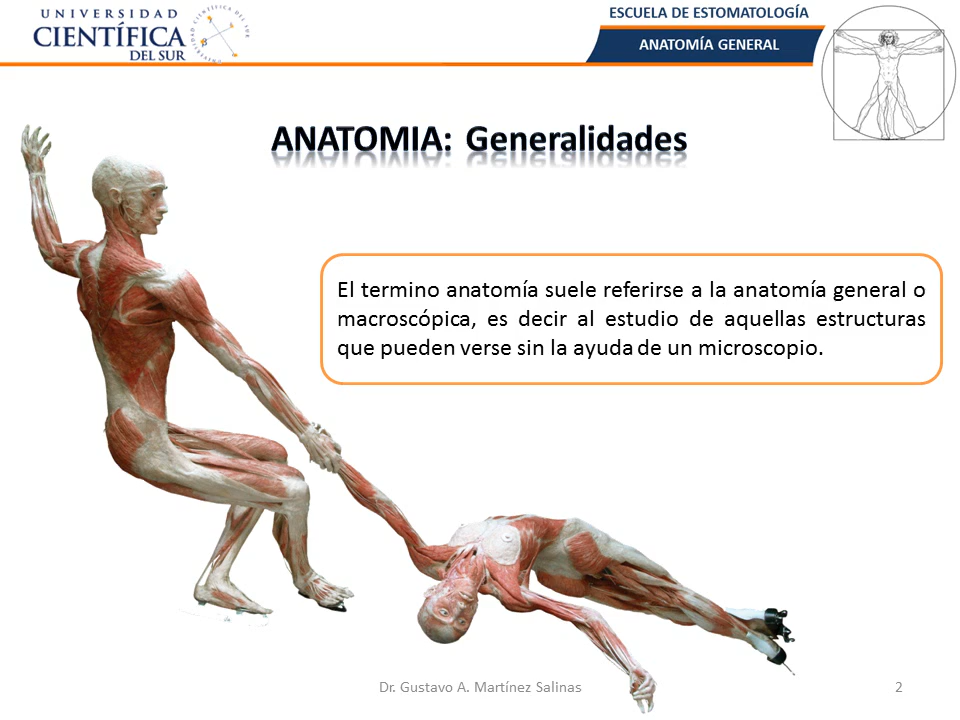 UNIVERSIDAD
CIENTÍFICA
DEL SUR
ESCUELA DE ESTOMATOLOGÍA
ANATOMÍA GENERAL
ANATOMIA: Generalidades
El termino anatomía suele referirse a la anatomía general o
macroscópica, es decir al estudio de aquellas estructuras
que pueden verse sin la ayuda de un microscopio.
Dr. Gustavo A. Martínez Salinas
2